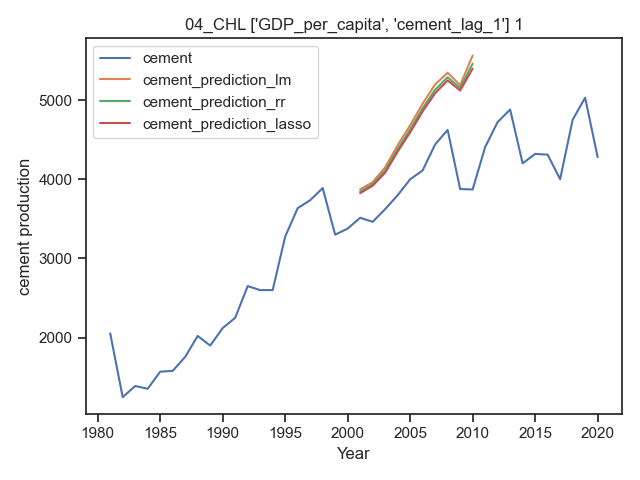 04_CHL ['GDP_per_capita', 'cement_lag_1'] 1
cement
cement_prediction_lm
cement_prediction_rr
cement_prediction_lasso
cement production
5000
4000
3000
2000
1980
1985
1990
1995
2000
2005
2010
2015
2020
Year